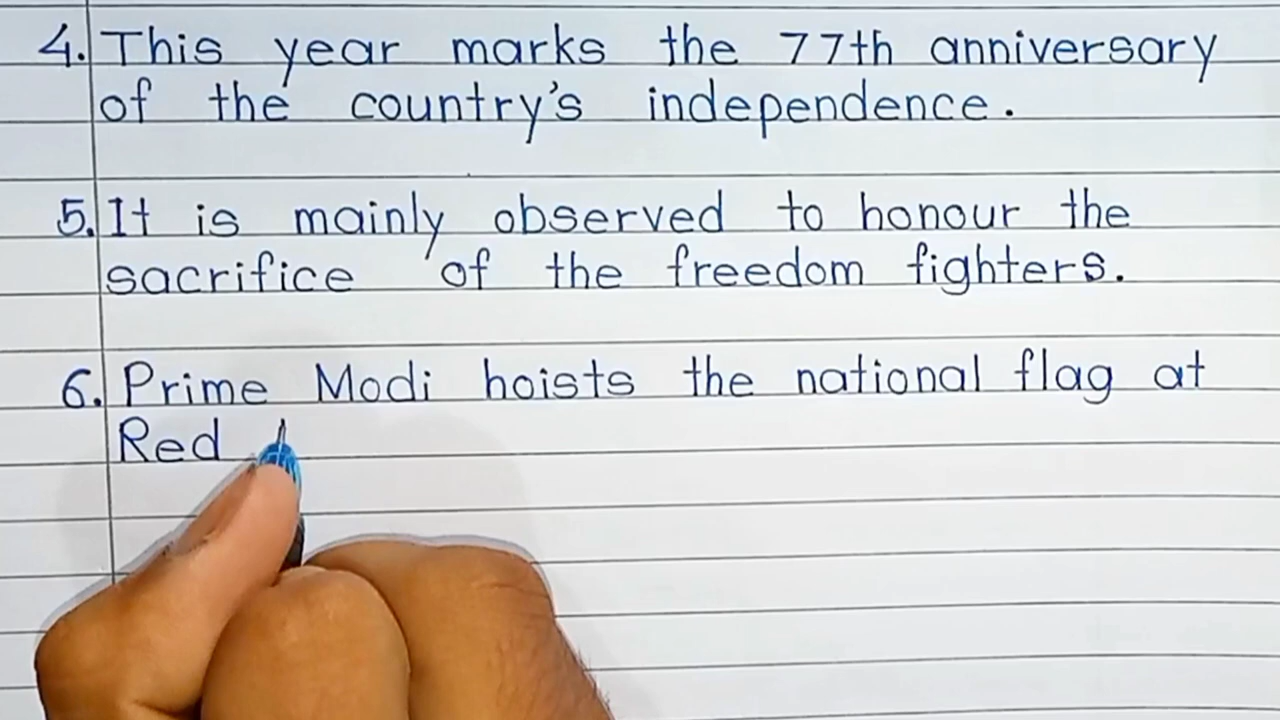 4. This year marks the 77th anniversary
of the country's independence.
5. It is mainly observed to honour the
sacrifice of the freedom fighters.
6. Prime Modi hoists the national flag at
Red